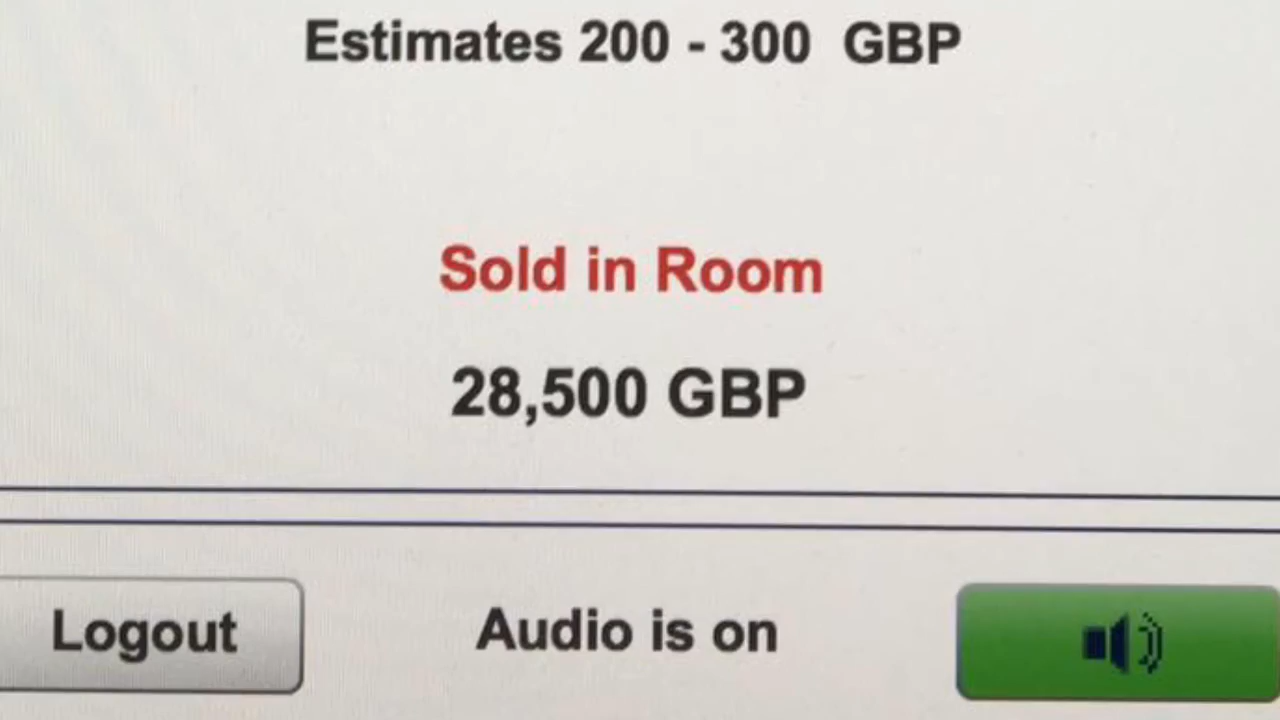 Estimates 200 - 300 GBP
Sold in Room
28,500 GBP
Logout
Audio is on